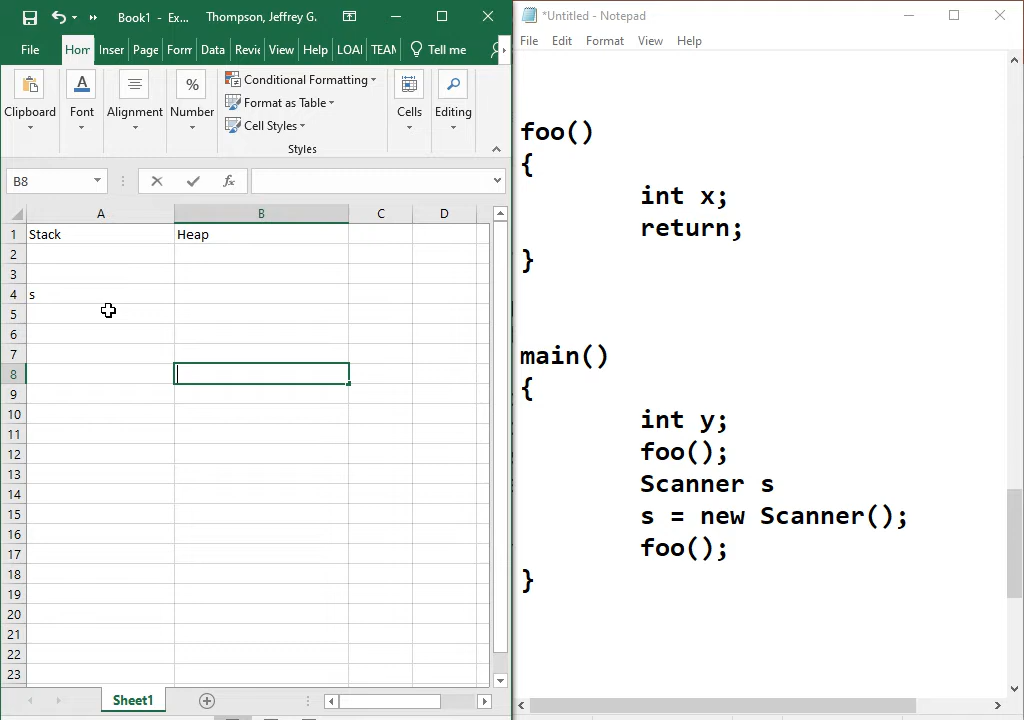 Book1 - Ex... Thompson, Jeffrey G.
File Hom Inser Page Form Data Revie View Help LOAI TEAM Tell me
Clipboard Font Alignment Number Conditional Formatting Format as Table Cell Styles Styles Cells Editing
%
B8 fx
A B C D
1 Stack Heap
2
3
4 s
5
6
7
8
9
10
11
12
13
14
15
16
17
18
19
20
21
22
23
Sheet1
*Untitled - Notepad
File Edit Format View Help
foo()
{
int x;
return;
}
main()
{
int y;
foo();
Scanner s
s = new Scanner();
foo();
}